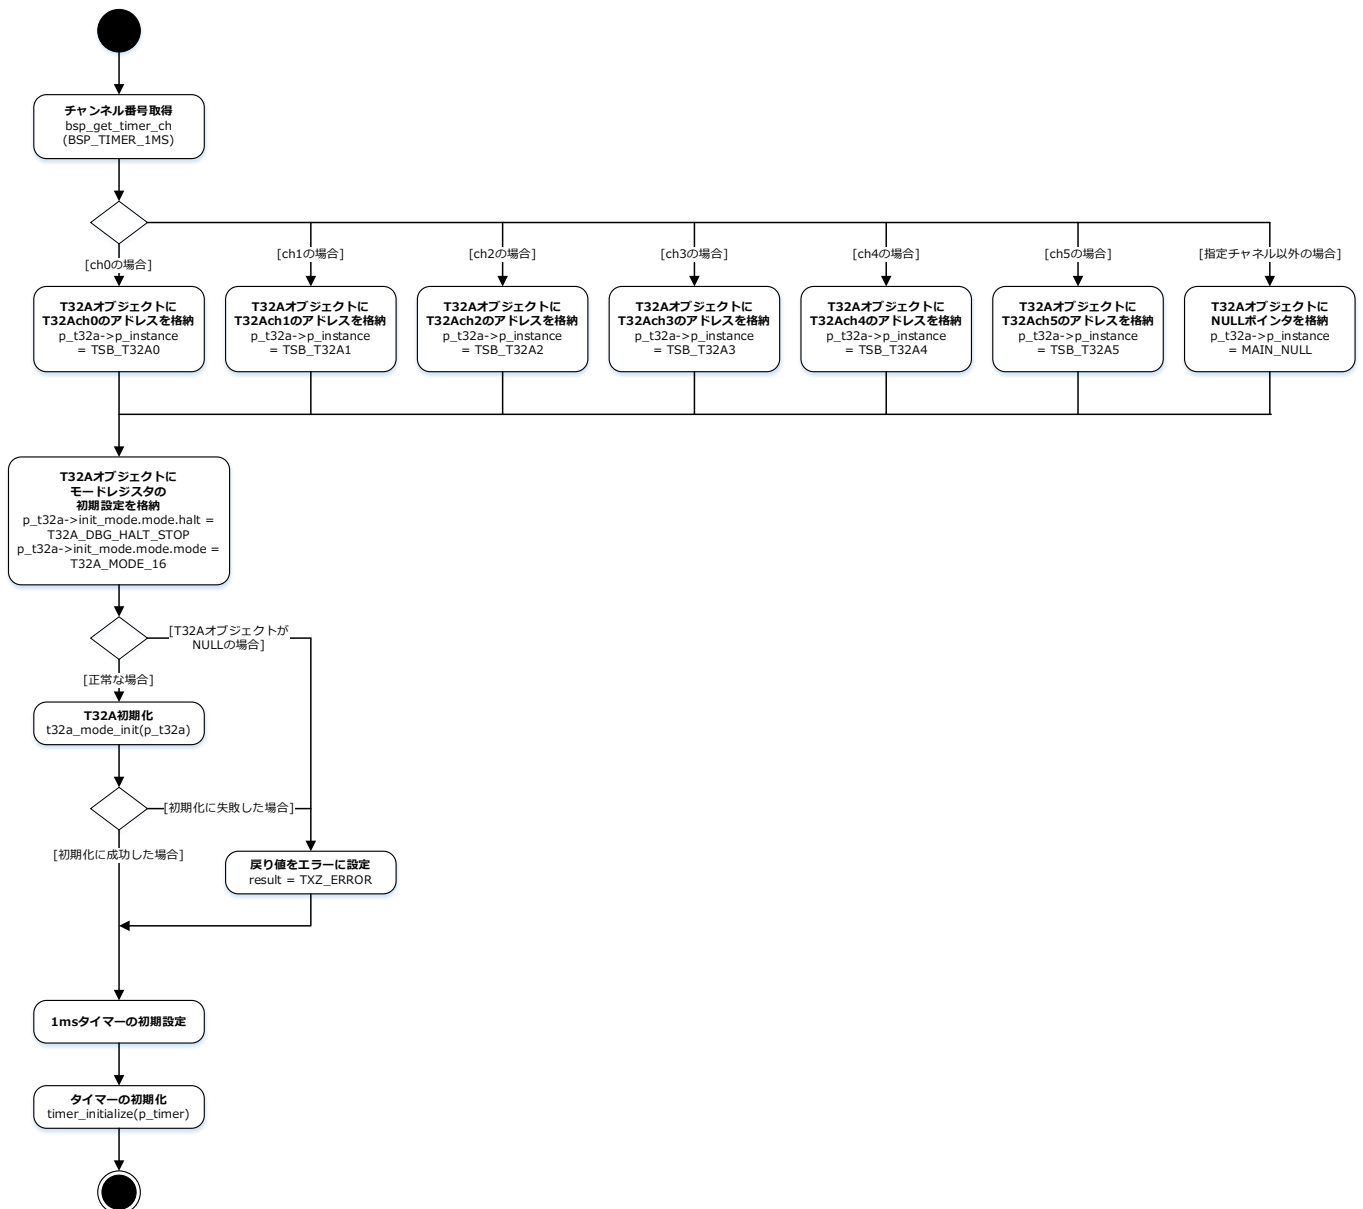 チャンネル番号取得
bsp_get_timer_ch
(BSP_TIMER_1MS)
[ch0の場合]
[ch1の場合]
[ch2の場合]
[ch3の場合]
[ch4の場合]
[ch5の場合]
[指定チャネル以外の場合]
T32Aオブジェクトに
T32Ach0のアドレスを格納
p_t32a->p_instance
= TSB_T32A0
T32Aオブジェクトに
T32Ach1のアドレスを格納
p_t32a->p_instance
= TSB_T32A1
T32Aオブジェクトに
T32Ach2のアドレスを格納
p_t32a->p_instance
= TSB_T32A2
T32Aオブジェクトに
T32Ach3のアドレスを格納
p_t32a->p_instance
= TSB_T32A3
T32Aオブジェクトに
T32Ach4のアドレスを格納
p_t32a->p_instance
= TSB_T32A4
T32Aオブジェクトに
T32Ach5のアドレスを格納
p_t32a->p_instance
= TSB_T32A5
T32Aオブジェクトに
NULLポインタを格納
p_t32a->p_instance
= MAIN_NULL
T32Aオブジェクトに
モードレジスタの
初期設定を格納
p_t32a->init_mode.mode.halt =
T32A_DBG_HALT_STOP
p_t32a->init_mode.mode.mode =
T32A_MODE_16
[T32Aオブジェクトが
NULLの場合]
[正常な場合]
T32A初期化
t32a_mode_init(p_t32a)
[初期化に失敗した場合]
[初期化に成功した場合]
戻り値をエラーに設定
result = TXZ_ERROR
1msタイマーの初期設定
タイマーの初期化
timer_initialize(p_timer)